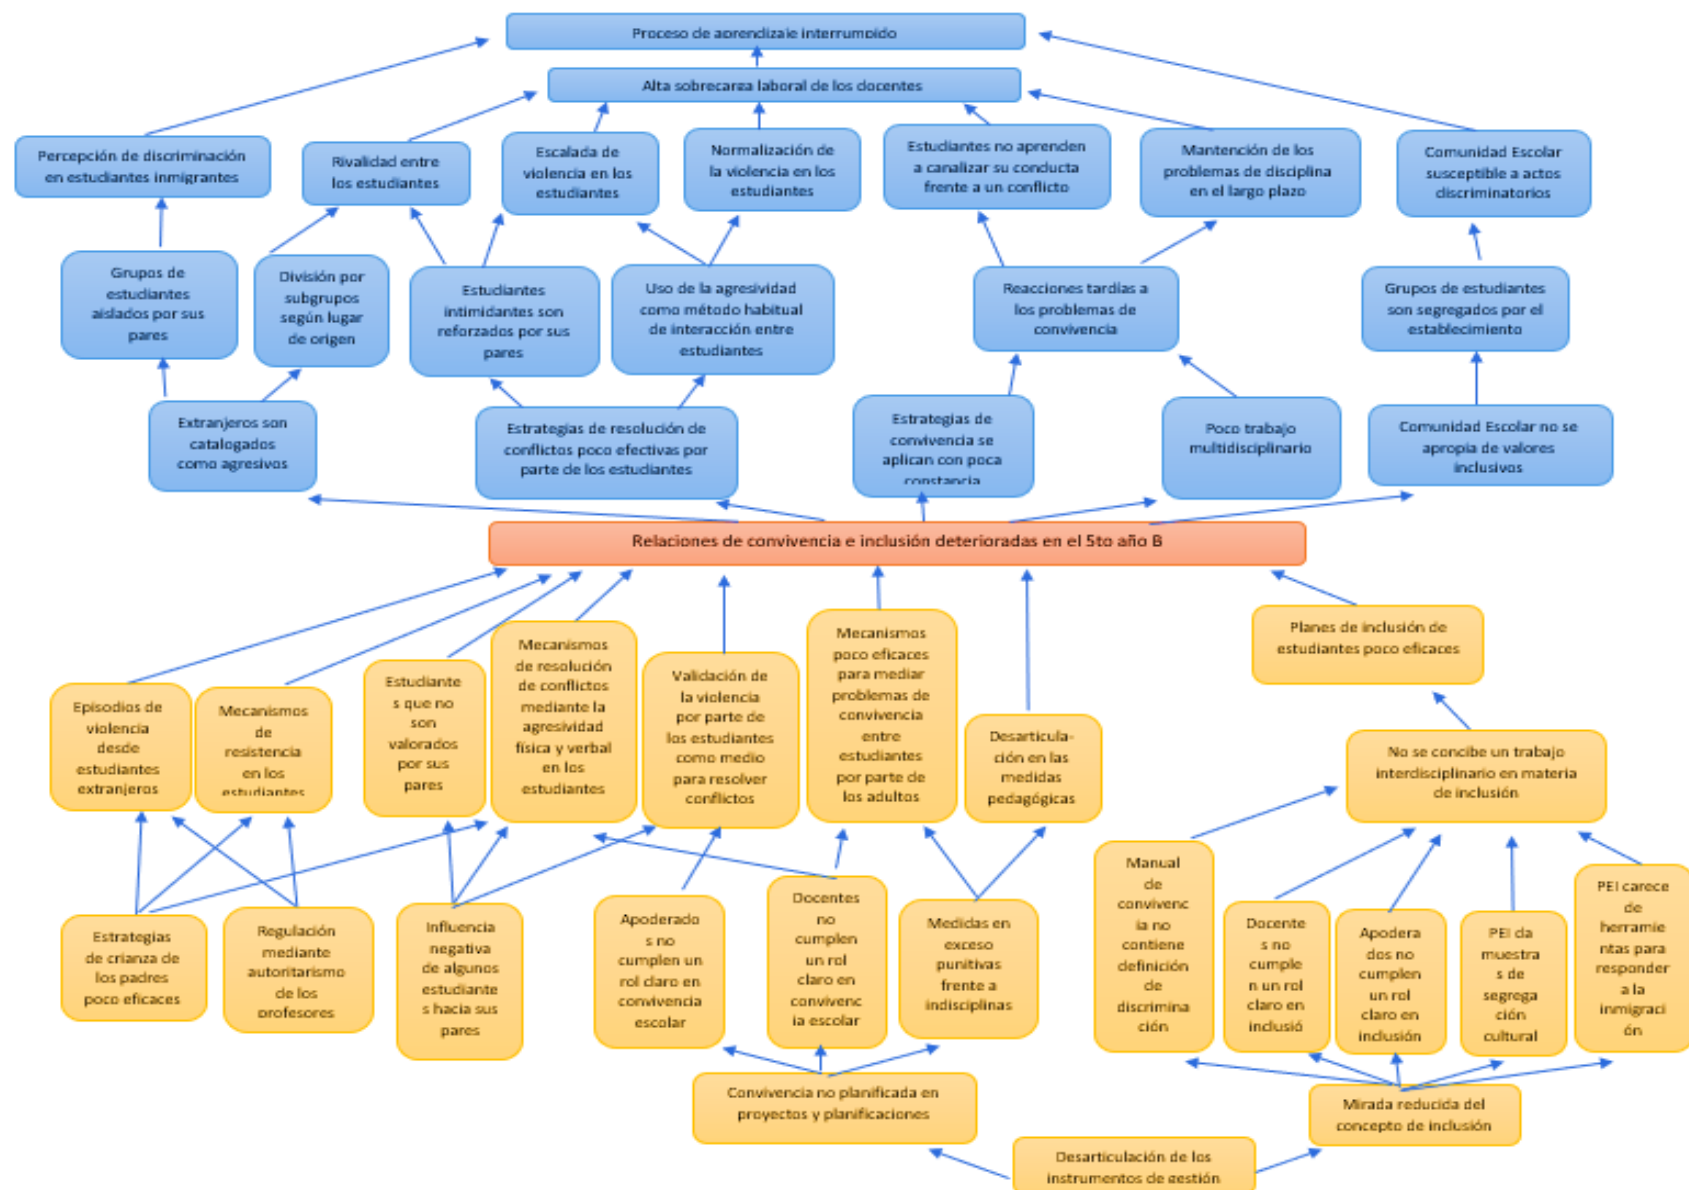 Proceso de aprendizaje interrumpido
Alta sobrecarga laboral de los docentes
Percepción de discriminación
en estudiantes inmigrantes
Rivalidad entre
los estudiantes
Escalada de
violencia en los
estudiantes
Normalización de
la violencia en los
estudiantes
Estudiantes no aprenden
a canalizar su conducta
frente a un conflicto
Mantención de los
problemas de disciplina
en el largo plazo
Comunidad Escolar
susceptible a actos
discriminatorios
Grupos de
estudiantes
aislados por sus
pares
División por
subgrupos
según lugar
de origen
Estudiantes
intimidantes son
reforzados por sus
pares
Uso de la agresividad
como método habitual
de interacción entre
estudiantes
Reacciones tardías a
los problemas de
convivencia
Grupos de estudiantes
son segregados por el
establecimiento
Extranjeros son
catalogados
como agresivos
Estrategias de resolución de
conflictos poco efectivas por
parte de los estudiantes
Estrategias de
convivencia se
aplican con poca
constancia
Poco trabajo
multidisciplinario
Comunidad Escolar no se
apropia de valores
inclusivos
Relaciones de convivencia e inclusión deterioradas en el 5to año B
Episodios de
violencia
desde
estudiantes
extranjeros
Mecanismos
de
resistencia
en los
estudiantes
Estudiante
s que no
son
valorados
por sus
pares
Mecanismos
de resolución
de conflictos
mediante la
agresividad
física y verbal
en los
estudiantes
Validación de
la violencia
por parte de
los estudiantes
como medio
para resolver
conflictos
Mecanismos
poco eficaces
para mediar
problemas de
convivencia
entre
estudiantes
por parte de
los adultos
Desarticula-
ción en las
medidas
pedagógicas
Planes de inclusión de
estudiantes poco eficaces
No se concibe un trabajo
interdisciplinario en materia
de inclusión
Estrategias
de crianza de
los padres
poco eficaces
Regulación
mediante
autoritarismo
de los
profesores
Influencia
negativa
de algunos
estudiante
s hacia sus
pares
Apoderado
s no
cumplen un
rol claro en
convivencia
escolar
Docentes
no
cumplen
un rol
claro en
convivenc
ia escolar
Medidas en
exceso
punitivas
frente a
indisciplinas
Manual
de
convivenc
ia no
contiene
definición
de
discrimina
ción
Docente
s no
cumple
n un rol
claro en
inclusió
Apodera
dos no
cumplen
un rol
claro en
inclusión
PEI da
muestra
s de
segrega
ción
cultural
PEI carece
de
herramie
ntas para
responder
a la
inmigraci
ón
Convivencia no planificada en
proyectos y planificaciones
Mirada reducida del
concepto de inclusión
Desarticulación de los
instrumentos de gestión